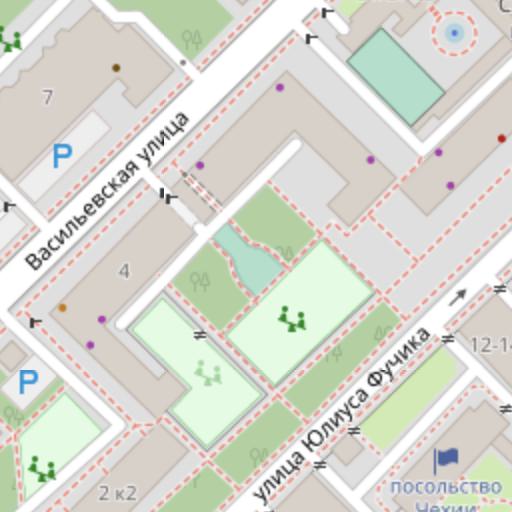 7
P
Васильевская улица
4
P
12-14
улица Юлиуса Фучика
2 к2
посольство
Чехии